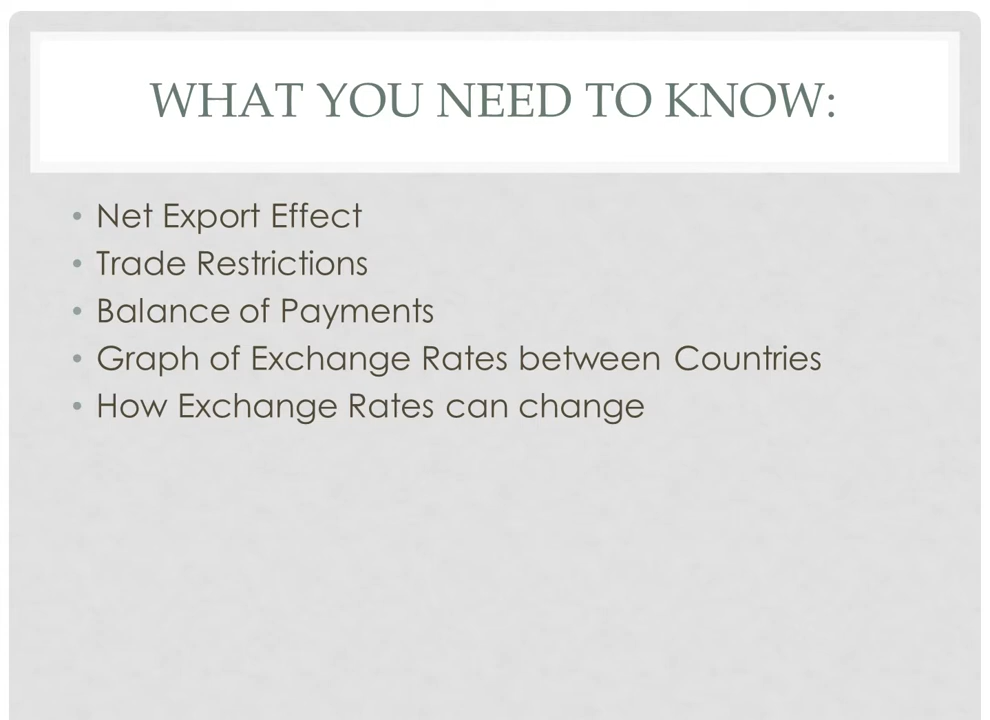 WHAT YOU NEED TO KNOW:
• Net Export Effect
• Trade Restrictions
• Balance of Payments
• Graph of Exchange Rates between Countries
• How Exchange Rates can change